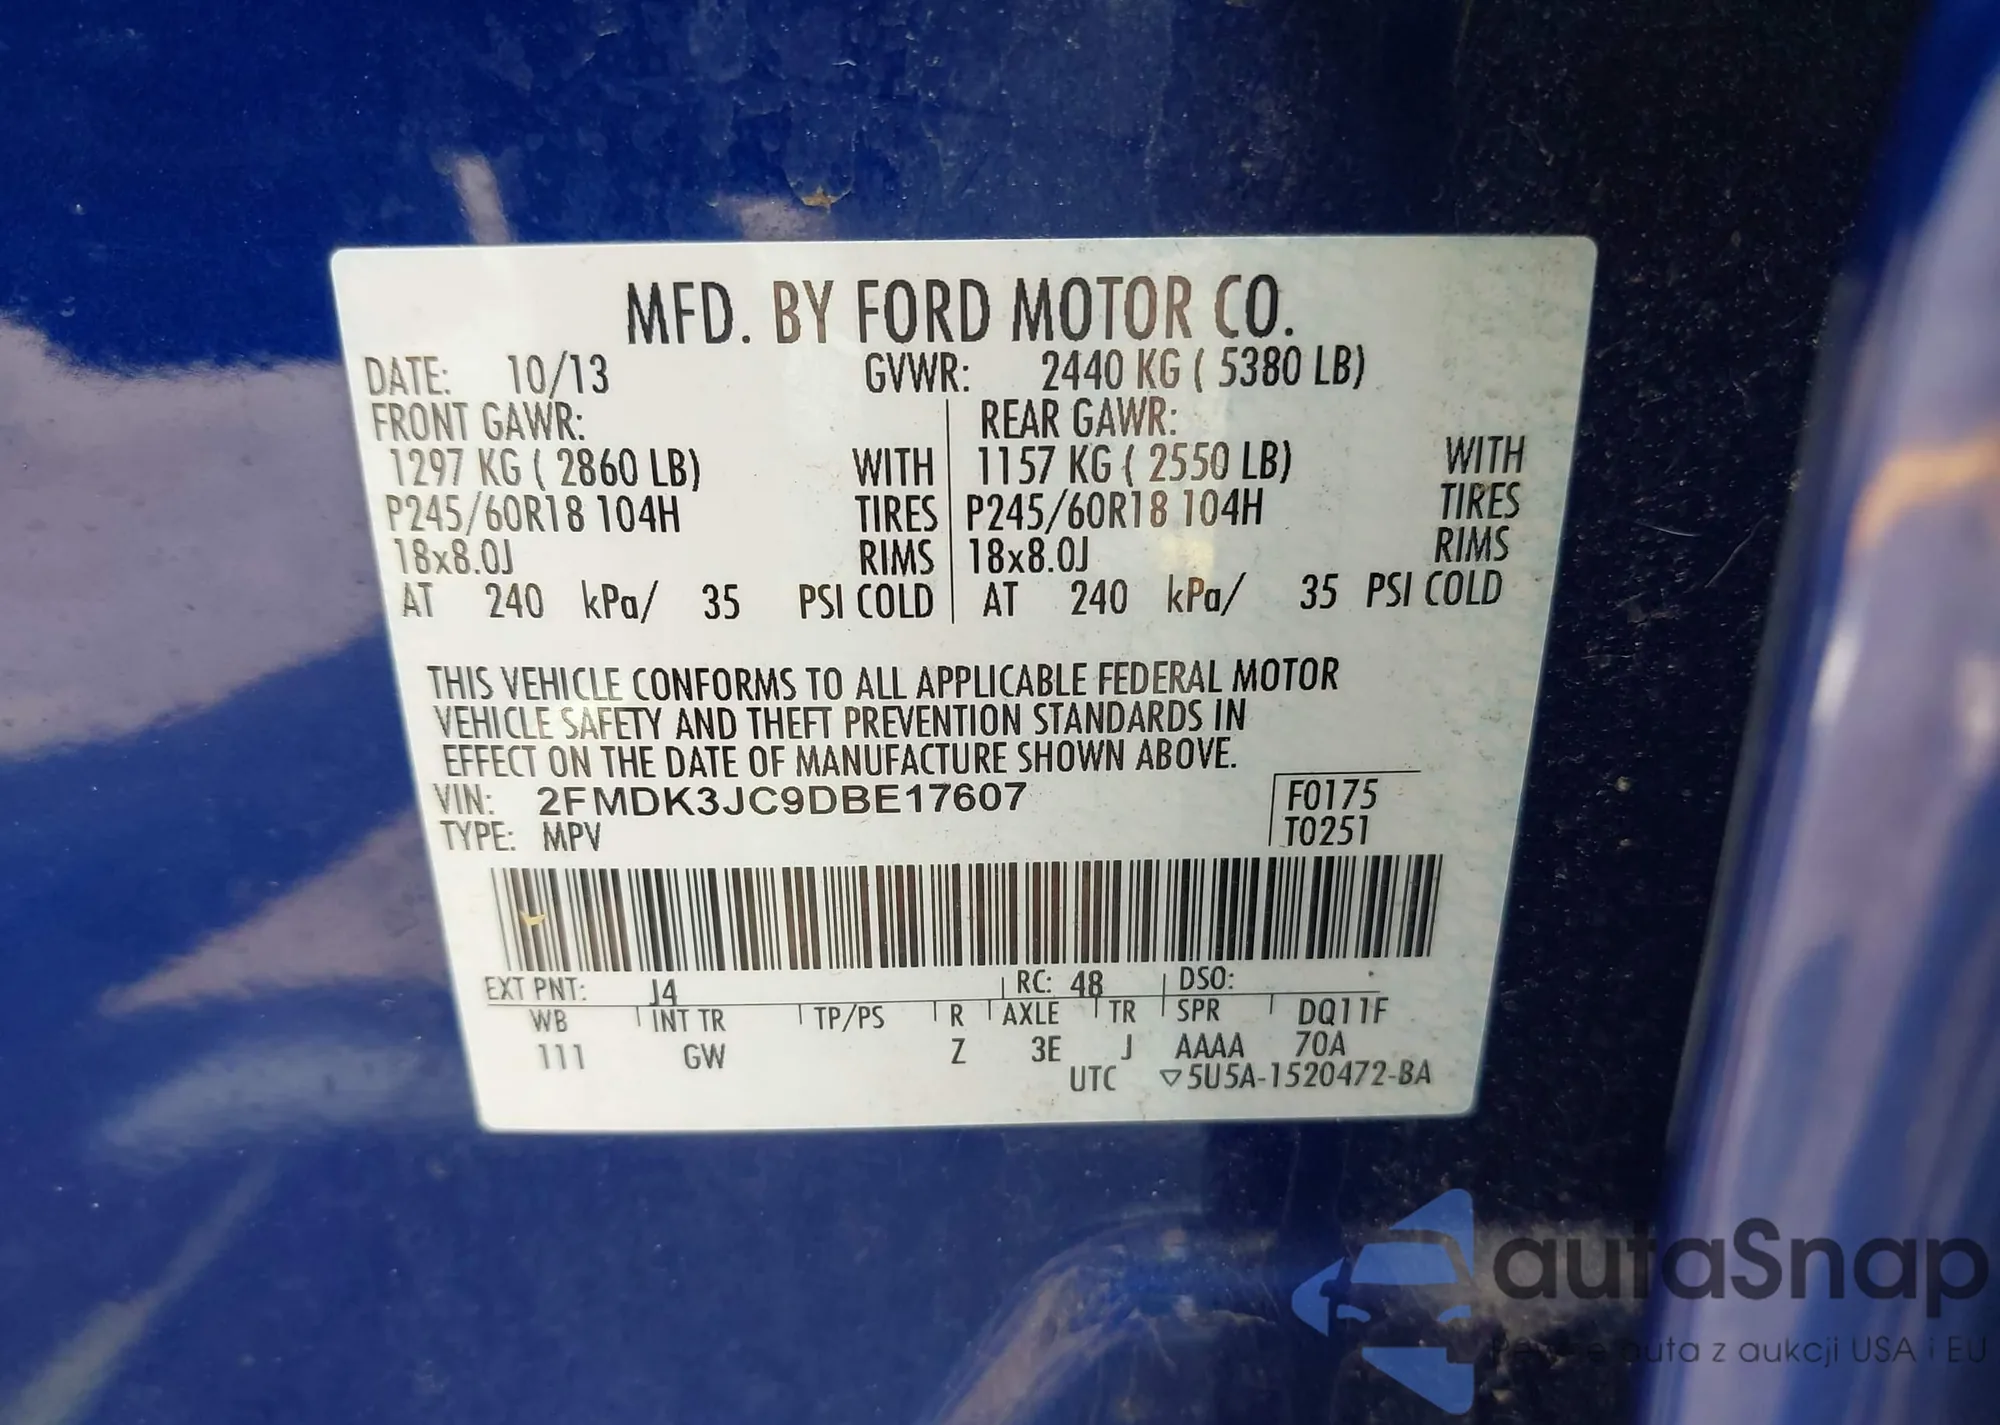 MFD. BY FORD MOTOR CO.
DATE: 10/13 GVWR: 2440 KG ( 5380 LB)
FRONT GAWR: REAR GAWR:
1297 KG ( 2860 LB) WITH 1157 KG ( 2550 LB) WITH
P245/60R18 104H TIRES P245/60R18 104H TIRES
18x8.0J RIMS 18x8.0J RIMS
AT 240 kPa/ 35 PSI COLD AT 240 kPa/ 35 PSI COLD
THIS VEHICLE CONFORMS TO ALL APPLICABLE FEDERAL MOTOR
VEHICLE SAFETY AND THEFT PREVENTION STANDARDS IN
EFFECT ON THE DATE OF MANUFACTURE SHOWN ABOVE.
VIN: 2FMDK3JC9DBE17607 F0175
TYPE: MPV T0251
EXT PNT: J4 RC: 48 DSO:
WB INT TR TP/PS R AXLE TR SPR DQ11F
111 GW Z 3E J AAAA 70A
UTC ▽5U5A-1520472-BA
autaSnap
auta z aukcji USA i EU